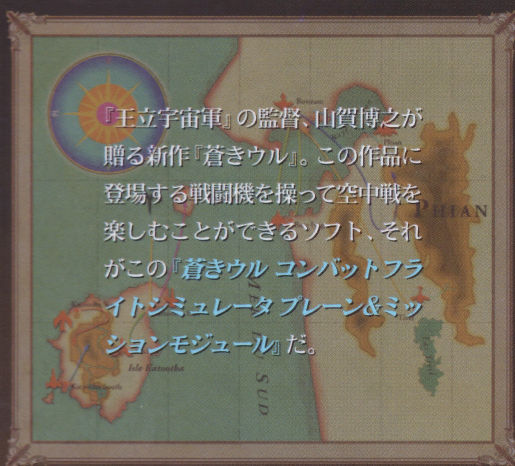 『王立宇宙軍』の監督、山賀博之が
贈る新作『蒼きウル』。この作品に
登場する戦闘機を操って空中戦を
楽しむことができるソフト、それ
がこの『蒼きウル コンバットフラ
イトシミュレータ プレーン&ミッ
ションモジュール』だ。
PHIAN
SUD